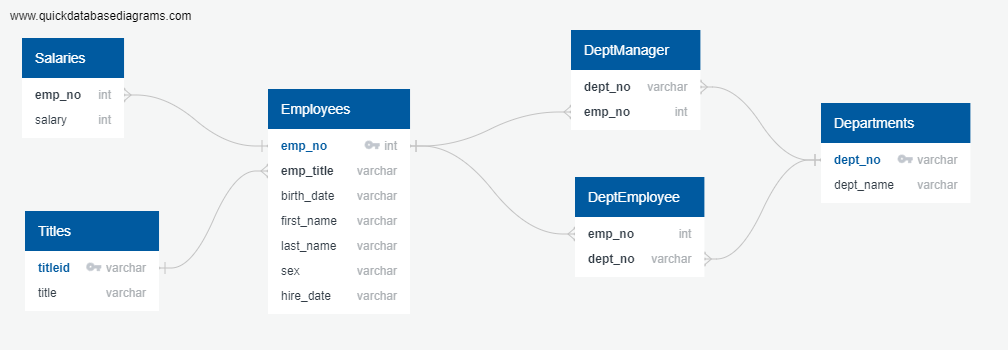 www.quickdatabasediagrams.com
Salaries
emp_no int
salary int
Titles
titleid varchar
title varchar
Employees
emp_no int
emp_title varchar
birth_date varchar
first_name varchar
last_name varchar
sex varchar
hire_date varchar
DeptManager
dept_no varchar
emp_no int
DeptEmployee
emp_no int
dept_no varchar
Departments
dept_no varchar
dept_name varchar